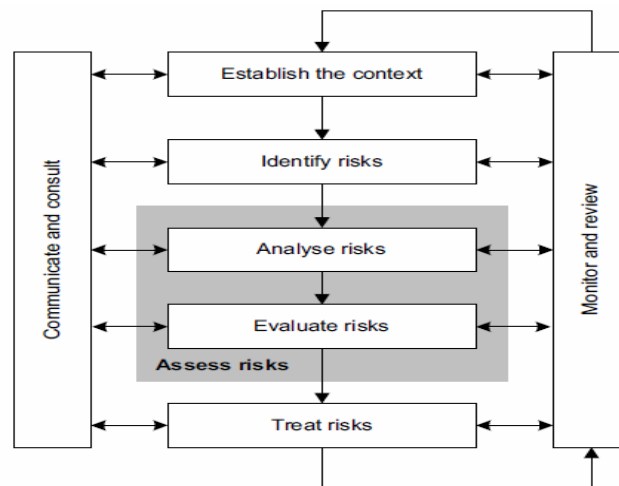 Establish the context
Identify risks
Analyse risks
Evaluate risks
Assess risks
Treat risks
Communicate and consult
Monitor and review